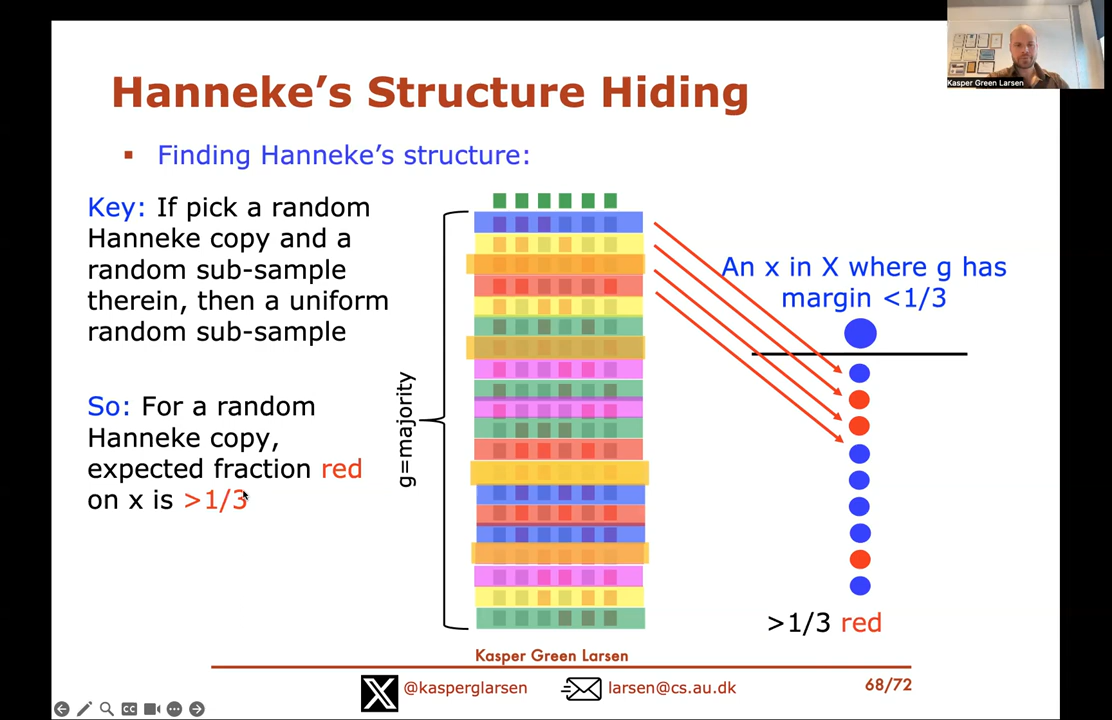 Kasper Green Larsen
Hanneke's Structure Hiding
▪ Finding Hanneke's structure:
Key: If pick a random
Hanneke copy and a
random sub-sample
therein, then a uniform
random sub-sample
So: For a random
Hanneke copy,
expected fraction red
on x is >1/3
g=majority
An x in X where g has
margin <1/3
>1/3 red
Kasper Green Larsen
@kasperglarsen
larsen@cs.au.dk
68/72
CC